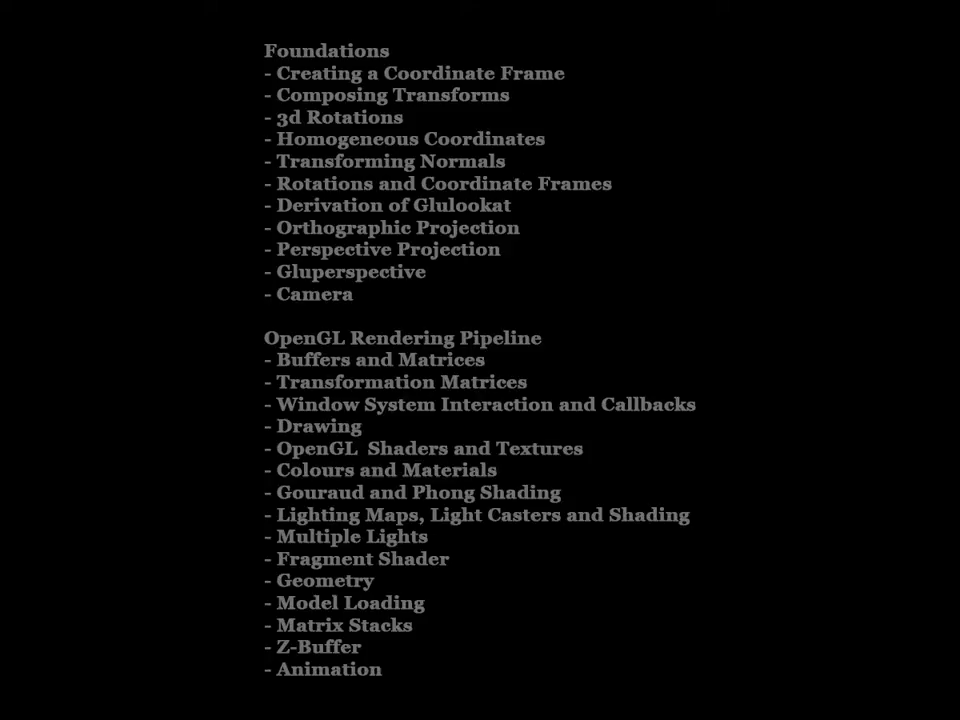 Foundations
- Creating a Coordinate Frame
- Composing Transforms
- 3d Rotations
- Homogeneous Coordinates
- Transforming Normals
- Rotations and Coordinate Frames
- Derivation of Glulookat
- Orthographic Projection
- Perspective Projection
- Gluperspective
- Camera
OpenGL Rendering Pipeline
- Buffers and Matrices
- Transformation Matrices
- Window System Interaction and Callbacks
- Drawing
- OpenGL  Shaders and Textures
- Colours and Materials
- Gouraud and Phong Shading
- Lighting Maps, Light Casters and Shading
- Multiple Lights
- Fragment Shader
- Geometry
- Model Loading
- Matrix Stacks
- Z-Buffer
- Animation